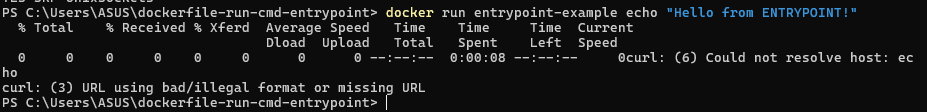 PS C:\Users\ASUS\dockerfile-run-cmd-entrypoint> docker run entrypoint-example echo "Hello from ENTRYPOINT!"
  % Total    % Received % Xferd  Average Speed   Time    Time     Time  Current
                                 Dload  Upload   Total   Spent    Left  Speed
  0     0    0     0    0     0      0      0 --:--:--  0:00:08 --:--:--     0curl: (6) Could not resolve host: ec
ho
curl: (3) URL using bad/illegal format or missing URL
PS C:\Users\ASUS\dockerfile-run-cmd-entrypoint>